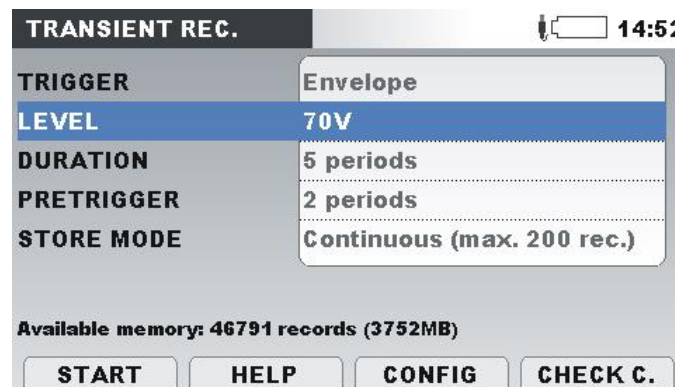 TRANSIENT REC. 14:52
TRIGGER Envelope
LEVEL 70V
DURATION 5 periods
PRETRIGGER 2 periods
STORE MODE Continuous (max. 200 rec.)
Available memory: 46791 records (3752MB)
START HELP CONFIG CHECK C.